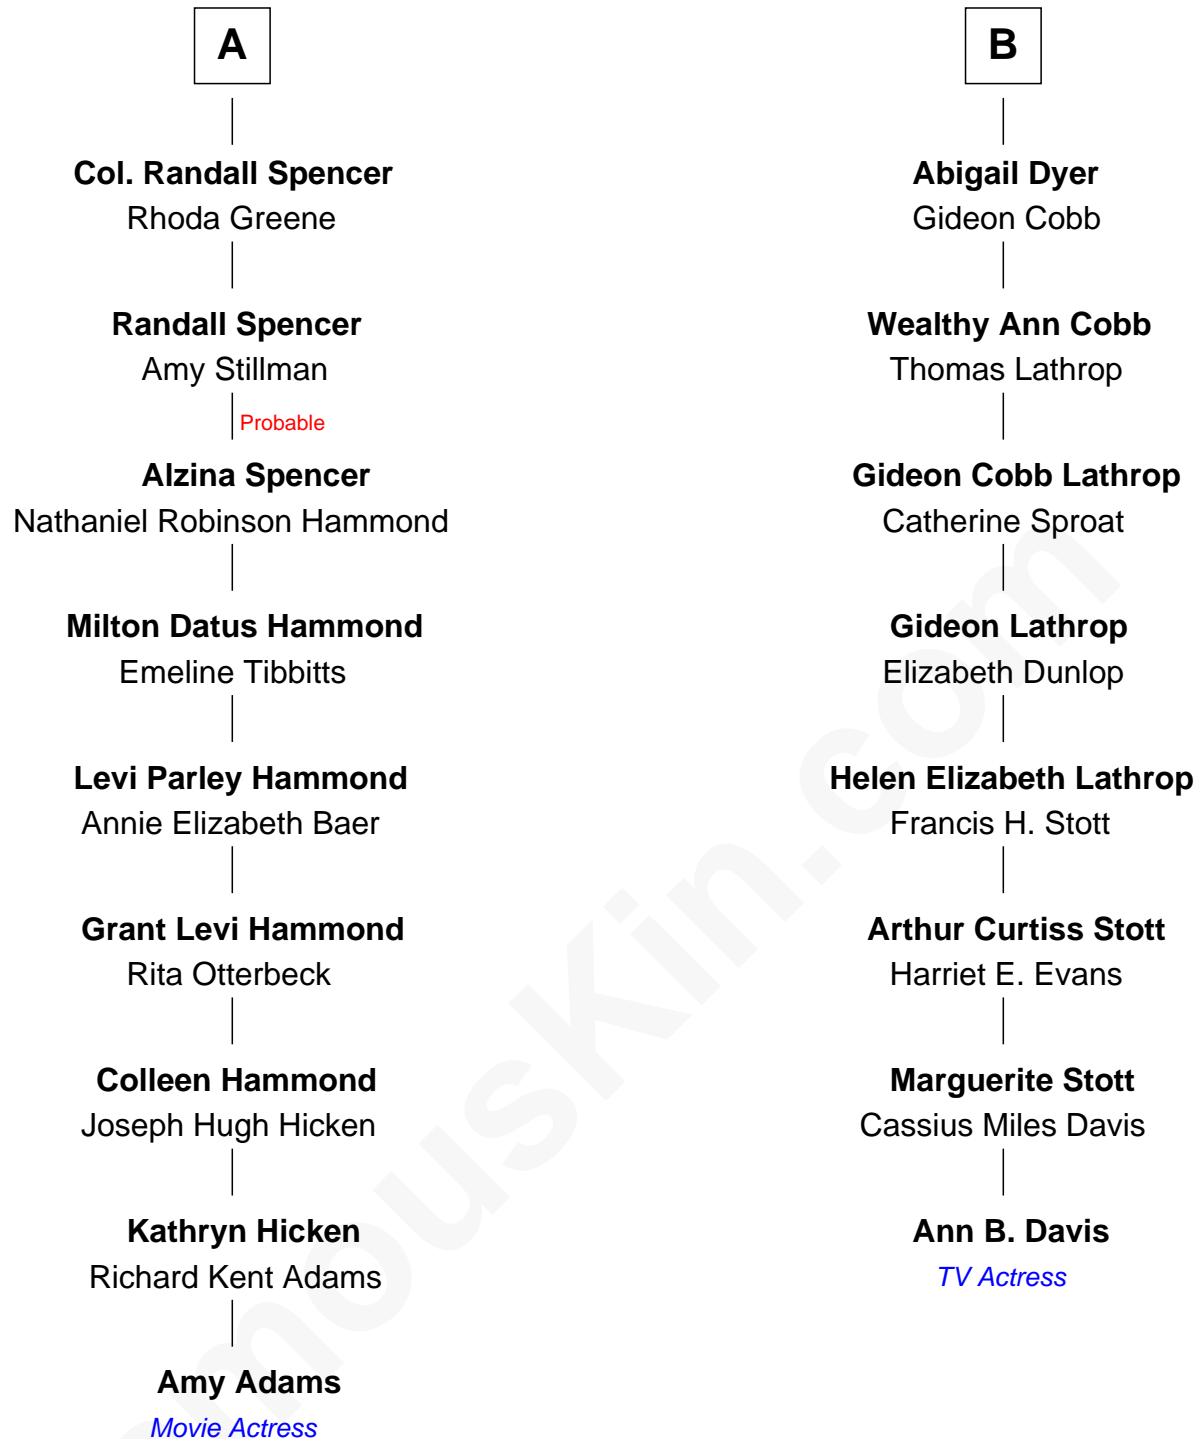 A
Col. Randall Spencer
Rhoda Greene
Randall Spencer
Amy Stillman
Probable
Alzina Spencer
Nathaniel Robinson Hammond
Milton Datus Hammond
Emeline Tibbitts
Levi Parley Hammond
Annie Elizabeth Baer
Grant Levi Hammond
Rita Otterbeck
Colleen Hammond
Joseph Hugh Hicken
Kathryn Hicken
Richard Kent Adams
Amy Adams
Movie Actress
B
Abigail Dyer
Gideon Cobb
Wealthy Ann Cobb
Thomas Lathrop
Gideon Cobb Lathrop
Catherine Sproat
Gideon Lathrop
Elizabeth Dunlop
Helen Elizabeth Lathrop
Francis H. Stott
Arthur Curtiss Stott
Harriet E. Evans
Marguerite Stott
Cassius Miles Davis
Ann B. Davis
TV Actress
mouskin.com